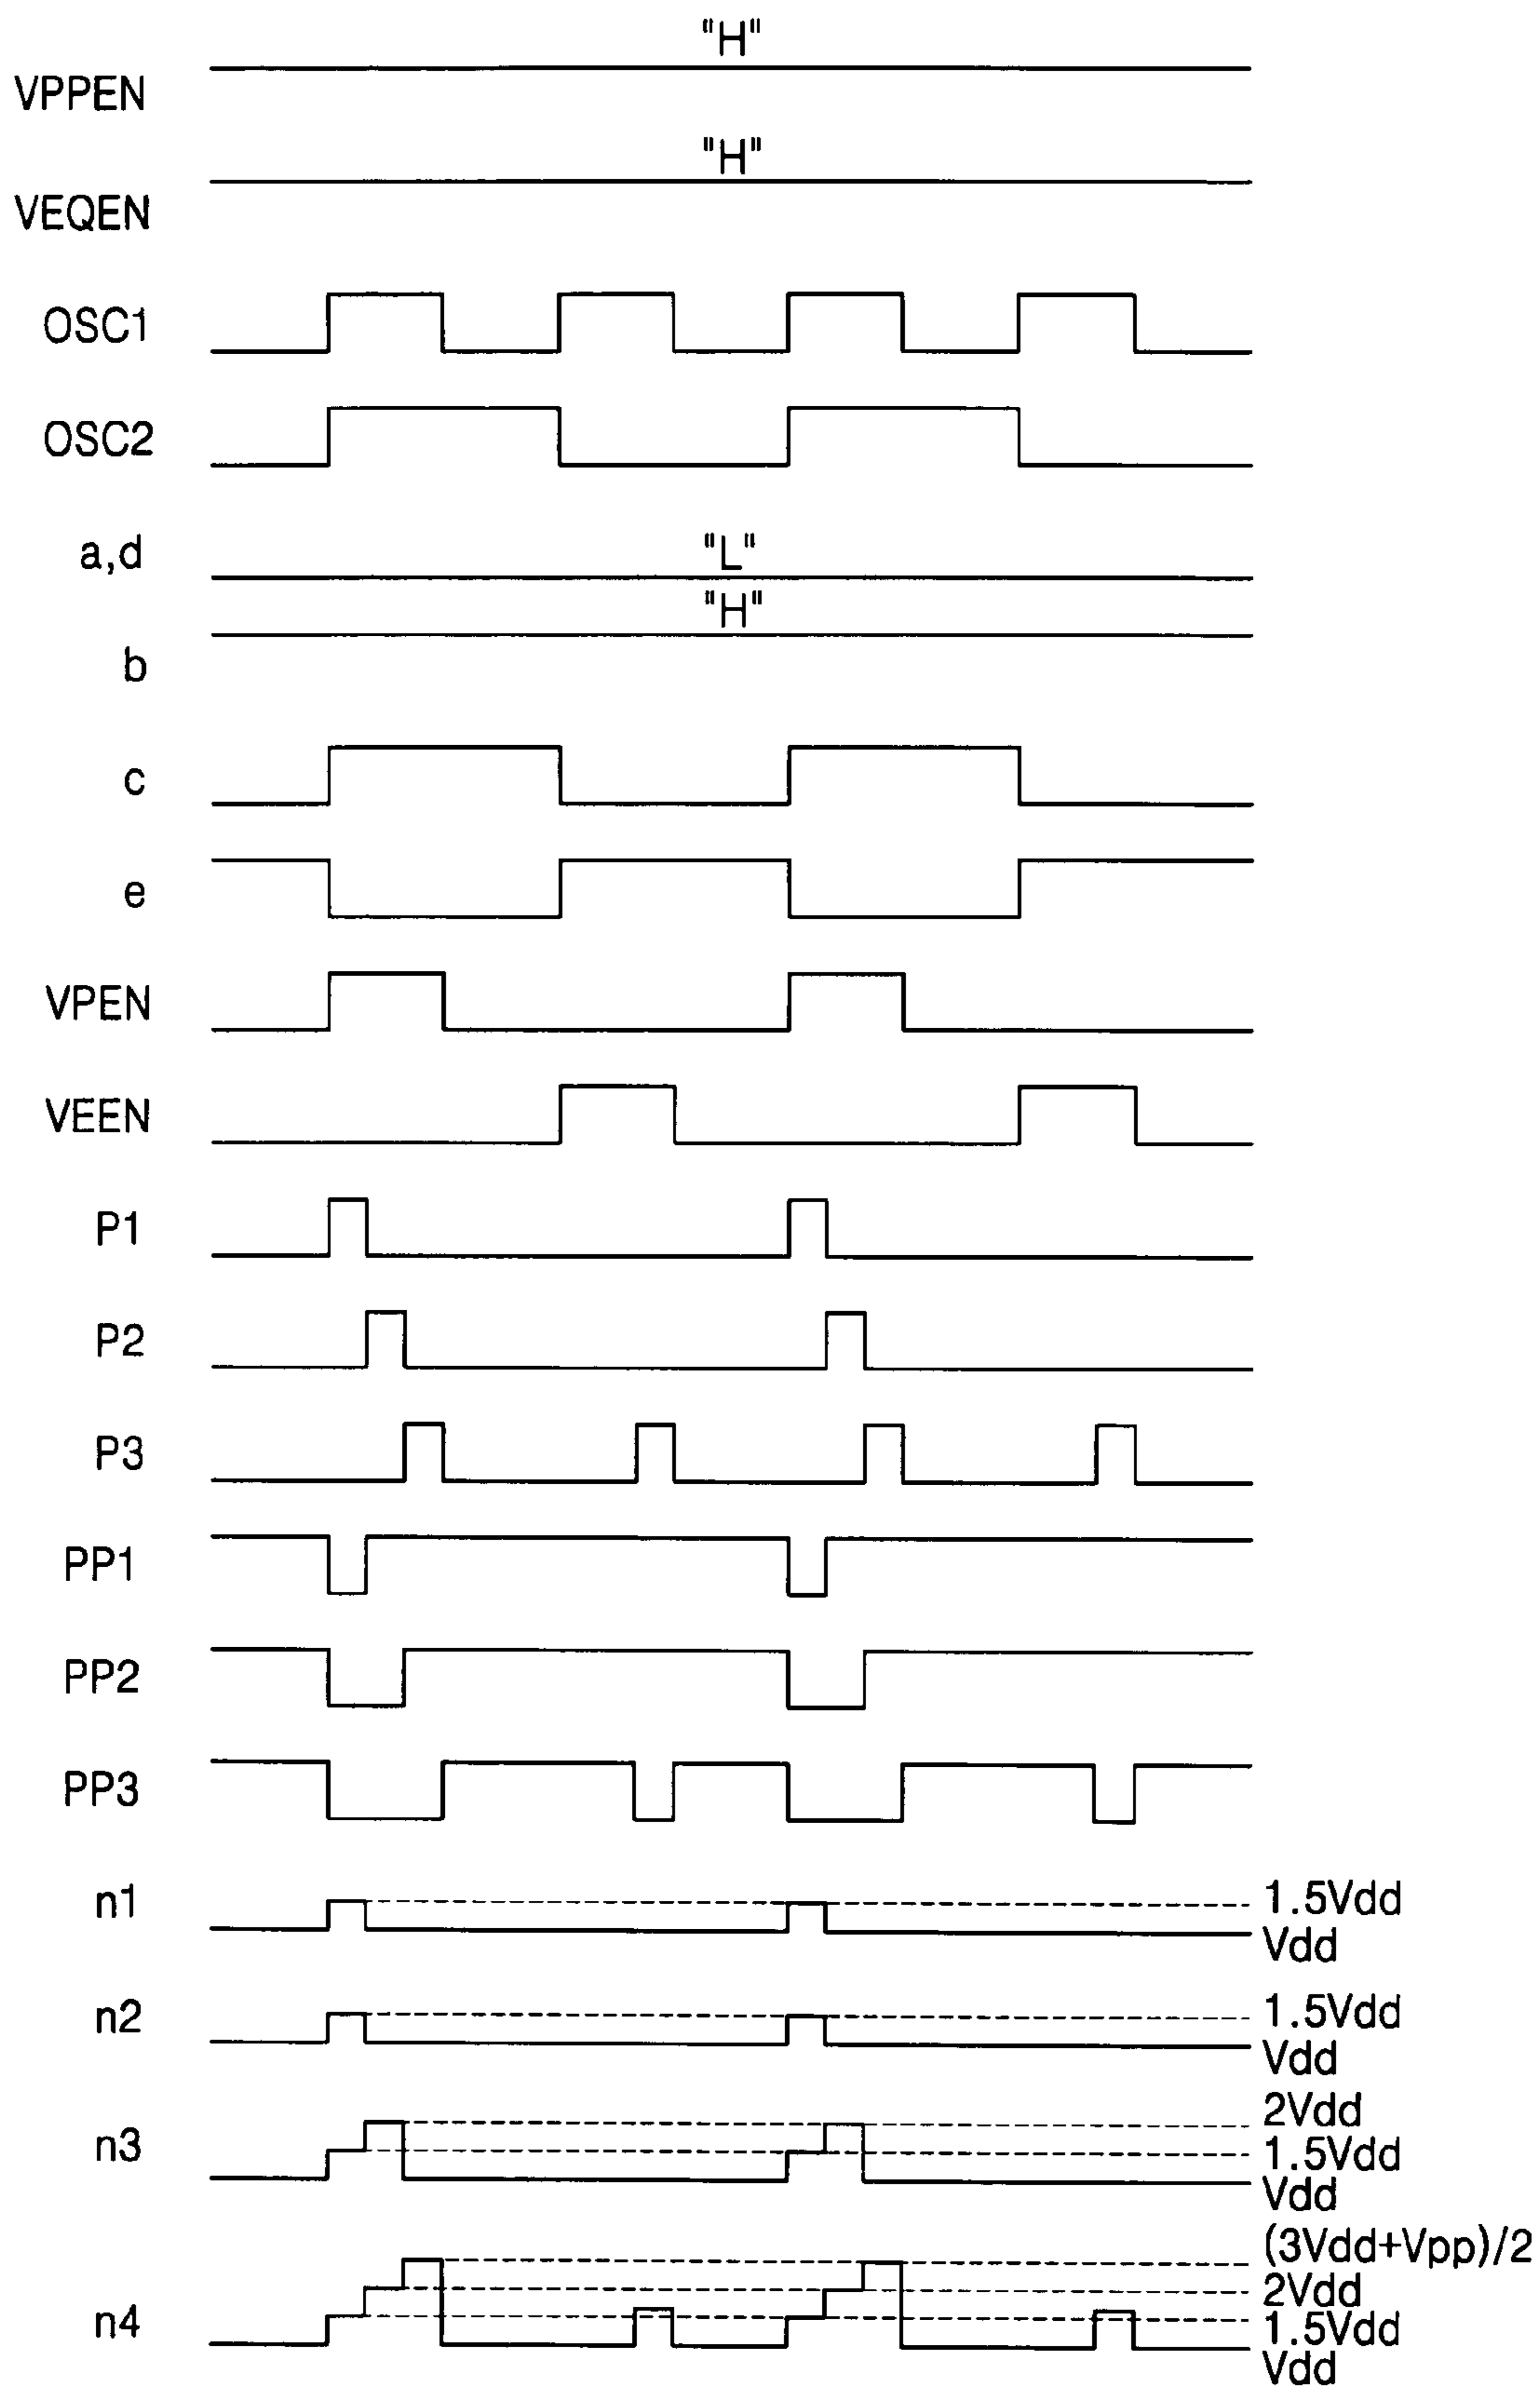 "H"
VPPEN
"H"
VEQEN
OSC1
OSC2
a,d
"L"
"H"
b
c
e
VPEN
VEEN
P1
P2
P3
PP1
PP2
PP3
n1
1.5Vdd
Vdd
n2
1.5Vdd
Vdd
n3
2Vdd
1.5Vdd
Vdd
n4
(3Vdd+Vpp)/2
2Vdd
1.5Vdd
Vdd